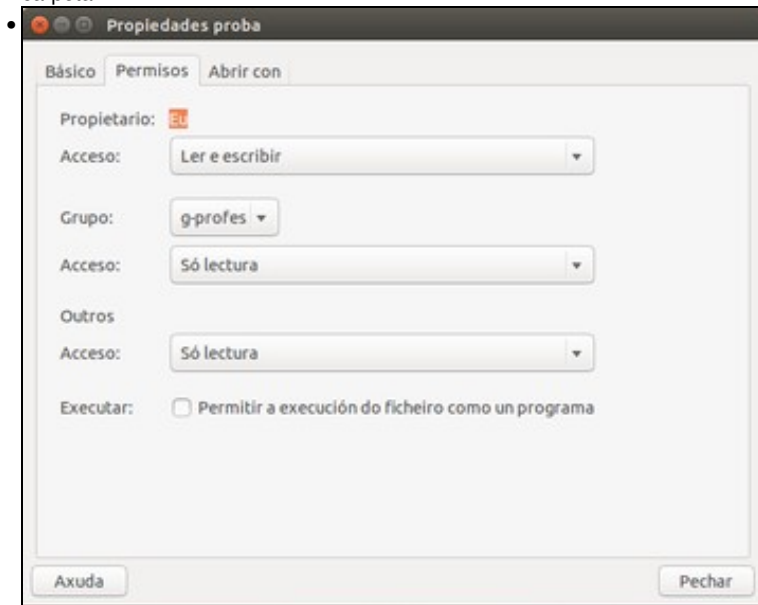 Propiedades proba
Básico Permisos Abrir con
Propietario: Eu
Acceso: Ler e escribir
Grupo: g-profes
Acceso: Só lectura
Outros
Acceso: Só lectura
Executar: Permitir a execución do ficheiro como un programa
Axuda Pechar